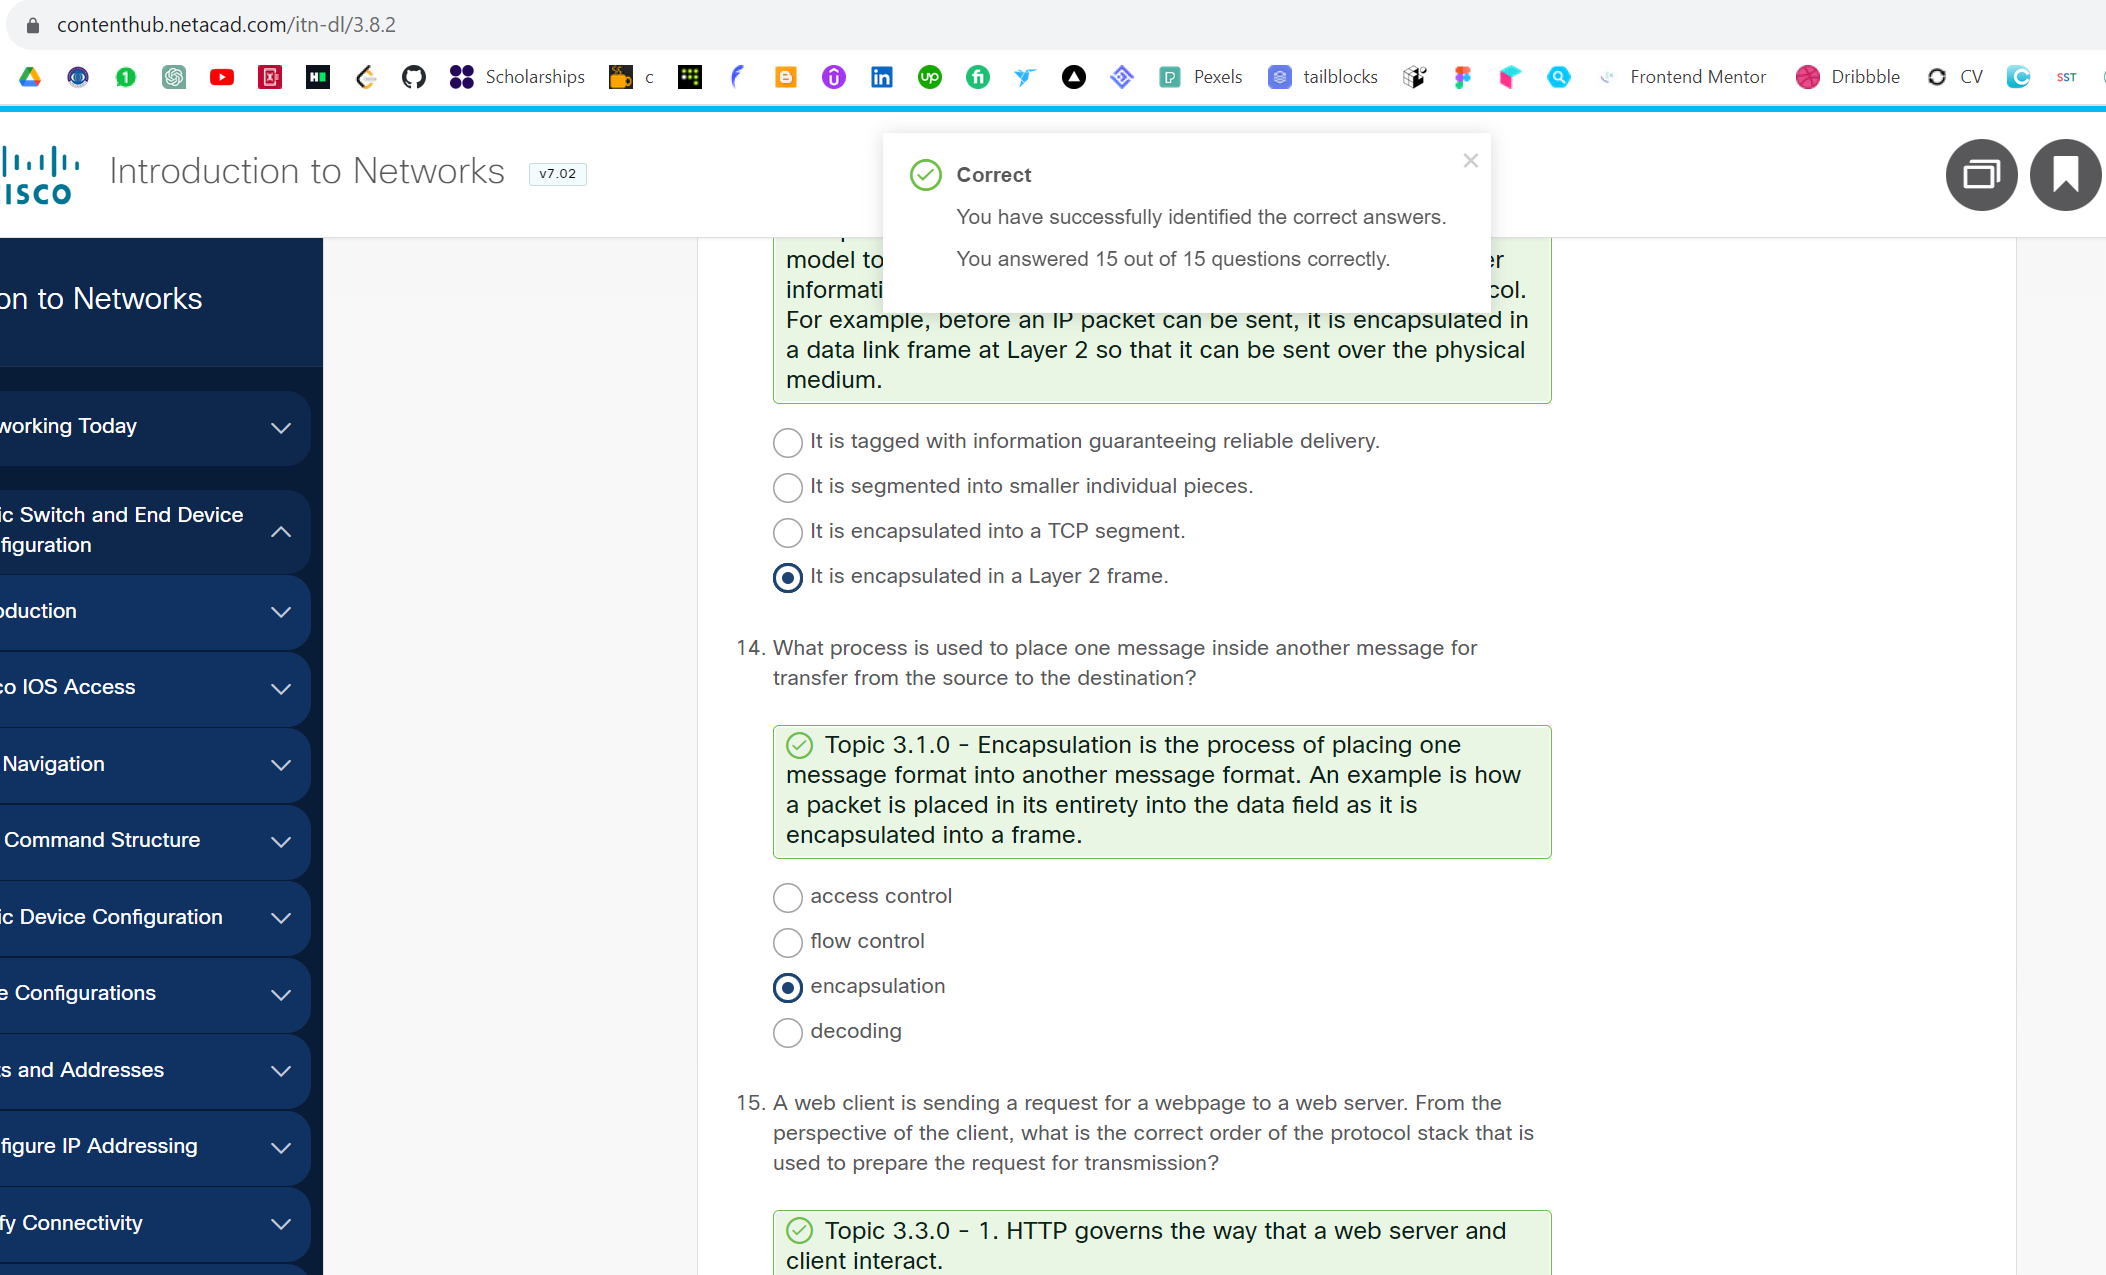 contenthub.netacad.com/itn-dl/3.8.2
Scholarships
c
Pexels
tailblocks
Frontend Mentor
Dribbble
CV
SST
CISCO
Introduction to Networks
v7.02
Correct
You have successfully identified the correct answers.
You answered 15 out of 15 questions correctly.
on to Networks
working Today
ic Switch and End Device
figuration
oduction
co IOS Access
Navigation
Command Structure
ic Device Configuration
e Configurations
ts and Addresses
figure IP Addressing
fy Connectivity
model to er
informati col.
For example, before an IP packet can be sent, it is encapsulated in
a data link frame at Layer 2 so that it can be sent over the physical
medium.
It is tagged with information guaranteeing reliable delivery.
It is segmented into smaller individual pieces.
It is encapsulated into a TCP segment.
It is encapsulated in a Layer 2 frame.
14. What process is used to place one message inside another message for
transfer from the source to the destination?
Topic 3.1.0 - Encapsulation is the process of placing one
message format into another message format. An example is how
a packet is placed in its entirety into the data field as it is
encapsulated into a frame.
access control
flow control
encapsulation
decoding
15. A web client is sending a request for a webpage to a web server. From the
perspective of the client, what is the correct order of the protocol stack that is
used to prepare the request for transmission?
Topic 3.3.0 - 1. HTTP governs the way that a web server and
client interact.